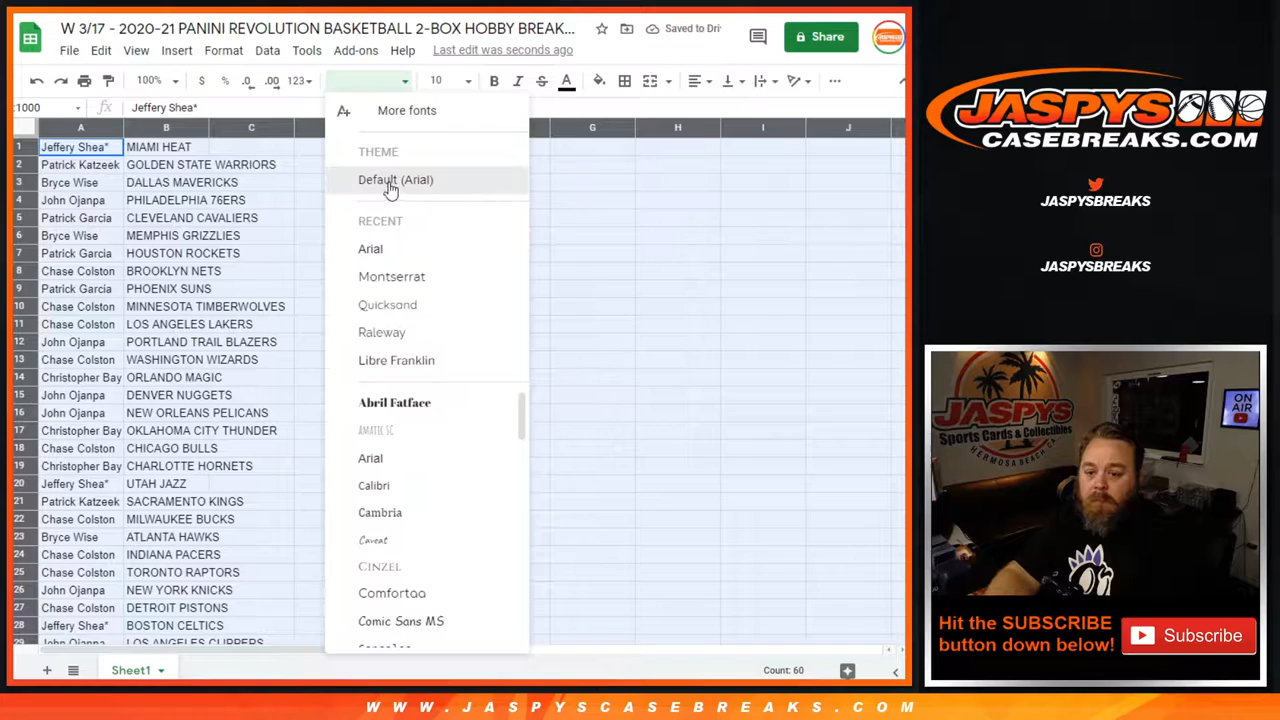 W 3/17 - 2020-21 PANINI REVOLUTION BASKETBALL 2-BOX HOBBY BREAK...
Saved to Dri
Share
File Edit View Insert Format Data Tools Add-ons Help Last edit was seconds ago
100% $ % .0 .00 123 10 B I S A
:1000 fx Jeffery Shea*
A B C G H I J
1 Jeffery Shea* MIAMI HEAT
2 Patrick Katzeek GOLDEN STATE WARRIORS
3 Bryce Wise DALLAS MAVERICKS
4 John Ojanpa PHILADELPHIA 76ERS
5 Patrick Garcia CLEVELAND CAVALIERS
6 Bryce Wise MEMPHIS GRIZZLIES
7 Patrick Garcia HOUSTON ROCKETS
8 Chase Colston BROOKLYN NETS
9 Patrick Garcia PHOENIX SUNS
10 Chase Colston MINNESOTA TIMBERWOLVES
11 Chase Colston LOS ANGELES LAKERS
12 John Ojanpa PORTLAND TRAIL BLAZERS
13 Chase Colston WASHINGTON WIZARDS
14 Christopher Bay ORLANDO MAGIC
15 John Ojanpa DENVER NUGGETS
16 John Ojanpa NEW ORLEANS PELICANS
17 Christopher Bay OKLAHOMA CITY THUNDER
18 Chase Colston CHICAGO BULLS
19 Christopher Bay CHARLOTTE HORNETS
20 Jeffery Shea* UTAH JAZZ
21 Patrick Katzeek SACRAMENTO KINGS
22 Chase Colston MILWAUKEE BUCKS
23 Bryce Wise ATLANTA HAWKS
24 Chase Colston INDIANA PACERS
25 Chase Colston TORONTO RAPTORS
26 John Ojanpa NEW YORK KNICKS
27 Chase Colston DETROIT PISTONS
28 Jeffery Shea* BOSTON CELTICS
29 John Ojanpa LOS ANGELES CLIPPERS
More fonts
THEME
Default (Arial)
RECENT
Arial
Montserrat
Quicksand
Raleway
Libre Franklin
Abril Fatface
AMATIC SC
Arial
Calibri
Cambria
Caveat
CINZEL
Comfortaa
Comic Sans MS
Consolas
Sheet1
Count: 60
JASPYS
CASEBREAKS.COM
JASPYSBREAKS
JASPYSBREAKS
JASPYS
Sports Cards & Collectibles
HERMOSA BEACH, CA
ON AIR
Hit the SUBSCRIBE
button down below!
Subscribe
WWW.JASPYSCASEBREAKS.COM